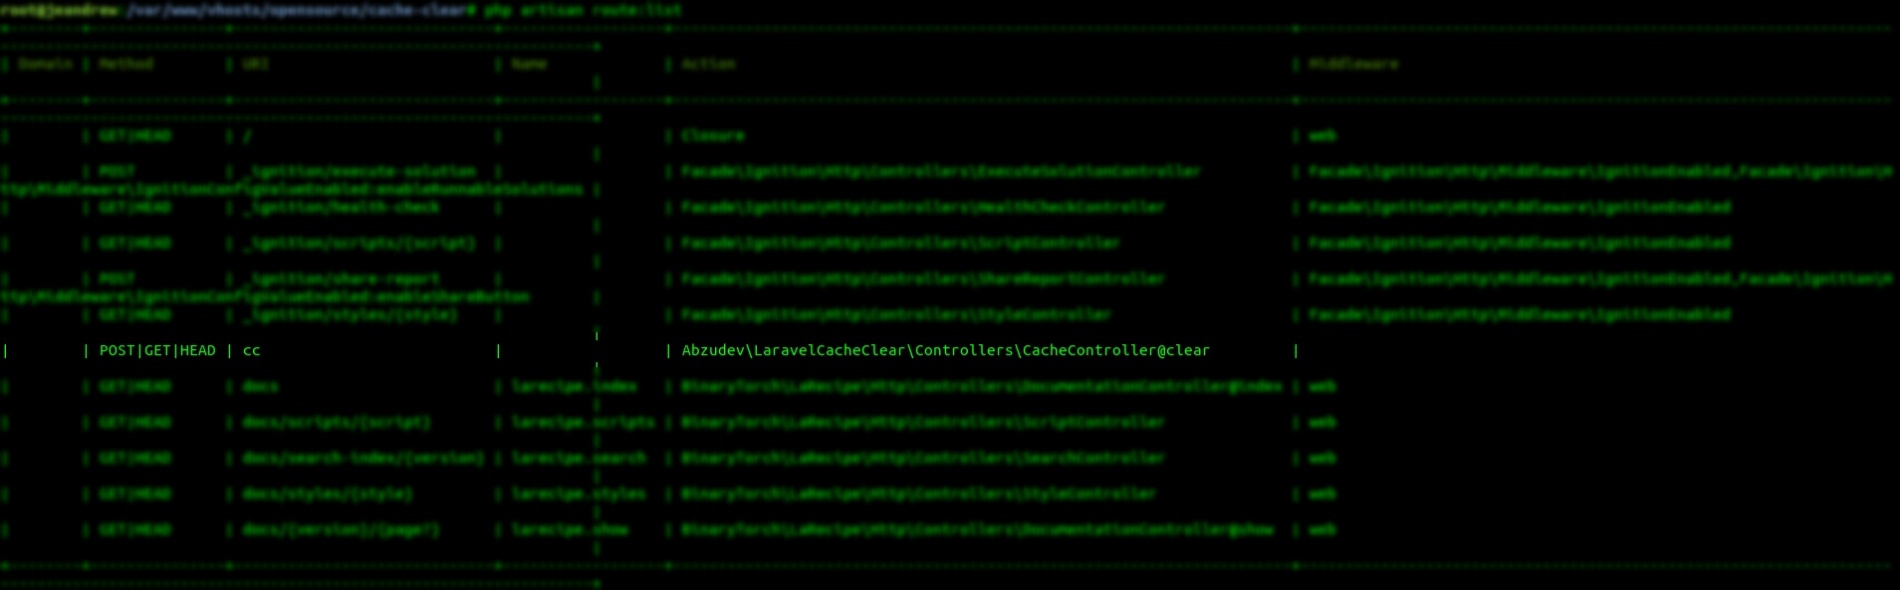 root@jeandrew:/var/www/vhosts/opensource/cache-clear# php artisan route:list
| Domain | Method | URI | Name | Action | Middleware
|
| | GET|HEAD | / | | Closure | web
|
| | POST | _ignition/execute-solution | | Facade\Ignition\Http\Controllers\ExecuteSolutionController | Facade\Ignition\Http\Middleware\IgnitionEnabled,Facade\Ignition\H
ttp\Middleware\IgnitionConfigValueEnabled:enableRunnableSolutions |
| | GET|HEAD | _ignition/health-check | | Facade\Ignition\Http\Controllers\HealthCheckController | Facade\Ignition\Http\Middleware\IgnitionEnabled
|
| | GET|HEAD | _ignition/scripts/{script} | | Facade\Ignition\Http\Controllers\ScriptController | Facade\Ignition\Http\Middleware\IgnitionEnabled
|
| | POST | _ignition/share-report | | Facade\Ignition\Http\Controllers\ShareReportController | Facade\Ignition\Http\Middleware\IgnitionEnabled,Facade\Ignition\H
ttp\Middleware\IgnitionConfigValueEnabled:enableShareButton |
| | GET|HEAD | _ignition/styles/{style} | | Facade\Ignition\Http\Controllers\StyleController | Facade\Ignition\Http\Middleware\IgnitionEnabled
|
| | POST|GET|HEAD | cc | | Abzudev\LaravelCacheClear\Controllers\CacheController@clear |
|
| | GET|HEAD | docs | larecipe.index | BinaryTorch\LaRecipe\Http\Controllers\DocumentationController@index | web
|
| | GET|HEAD | docs/scripts/{script} | larecipe.scripts | BinaryTorch\LaRecipe\Http\Controllers\ScriptController | web
|
| | GET|HEAD | docs/search-index/{version} | larecipe.search | BinaryTorch\LaRecipe\Http\Controllers\SearchController | web
|
| | GET|HEAD | docs/styles/{style} | larecipe.styles | BinaryTorch\LaRecipe\Http\Controllers\StyleController | web
|
| | GET|HEAD | docs/{version}/{page?} | larecipe.show | BinaryTorch\LaRecipe\Http\Controllers\DocumentationController@show | web
|